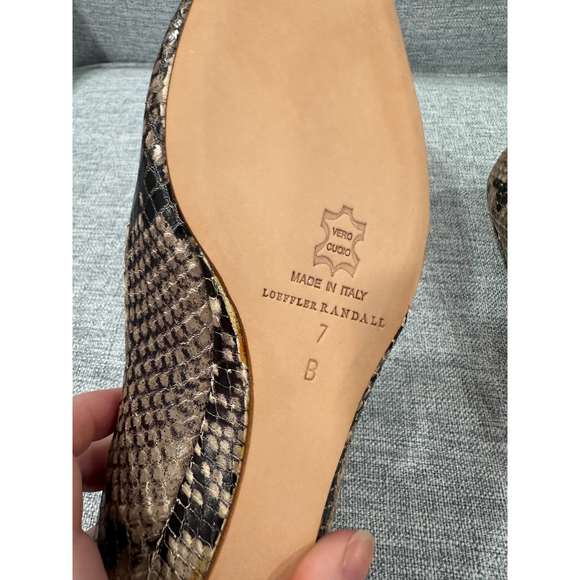 VERO
CUOIO
MADE IN ITALY
LOEFFLER RANDALL
7
B